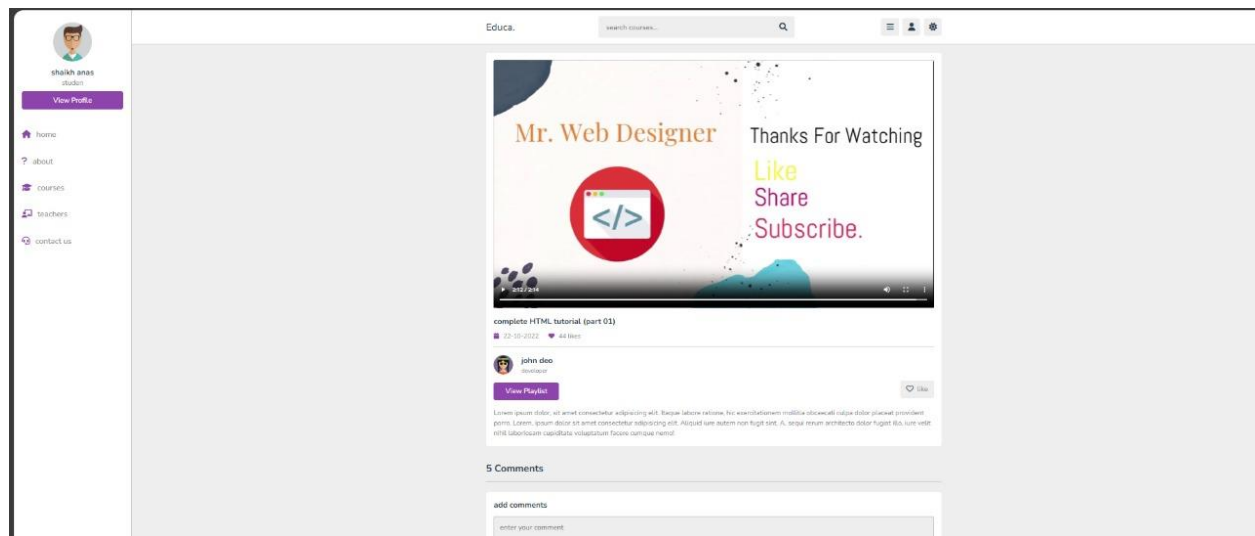 shaikh anas
studen
View Profile
home
? about
courses
teachers
contact us
Educa.
search courses...
Mr. Web Designer
Thanks For Watching
Like
Share
Subscribe.
</>
2:12 / 2:14
complete HTML tutorial (part 01)
22-10-2022 44 likes
john deo
developer
View Playlist
like
Lorem ipsum dolor, sit amet consectetur adipisicing elit. Itaque labore ratione, hic exercitationem mollitia obcaecati culpa dolor placeat provident
porro. Lorem, ipsum dolor sit amet consectetur adipisicing elit. Aliquid iure autem non fugit sint. A, sequi rerum architecto dolor fugiat illo, iure velit
nihil laboriosam cupiditate voluptatum facere cumque nemo!
5 Comments
add comments
enter your comment